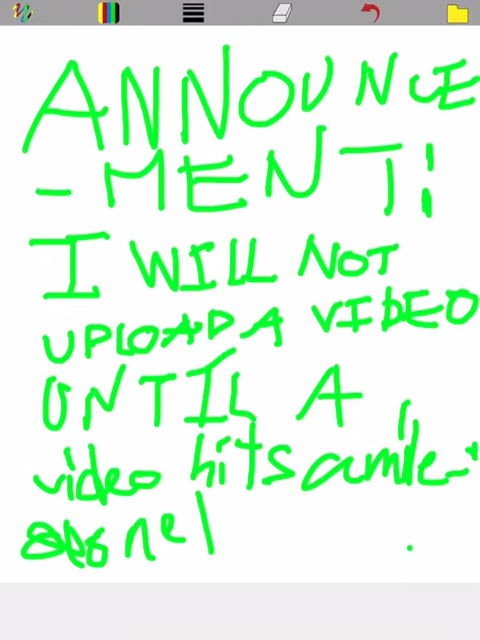 ANNOUNCE
-MENT!
I WILL NOT
UPLOAD A VIDEO
UNTIL A
video hits a